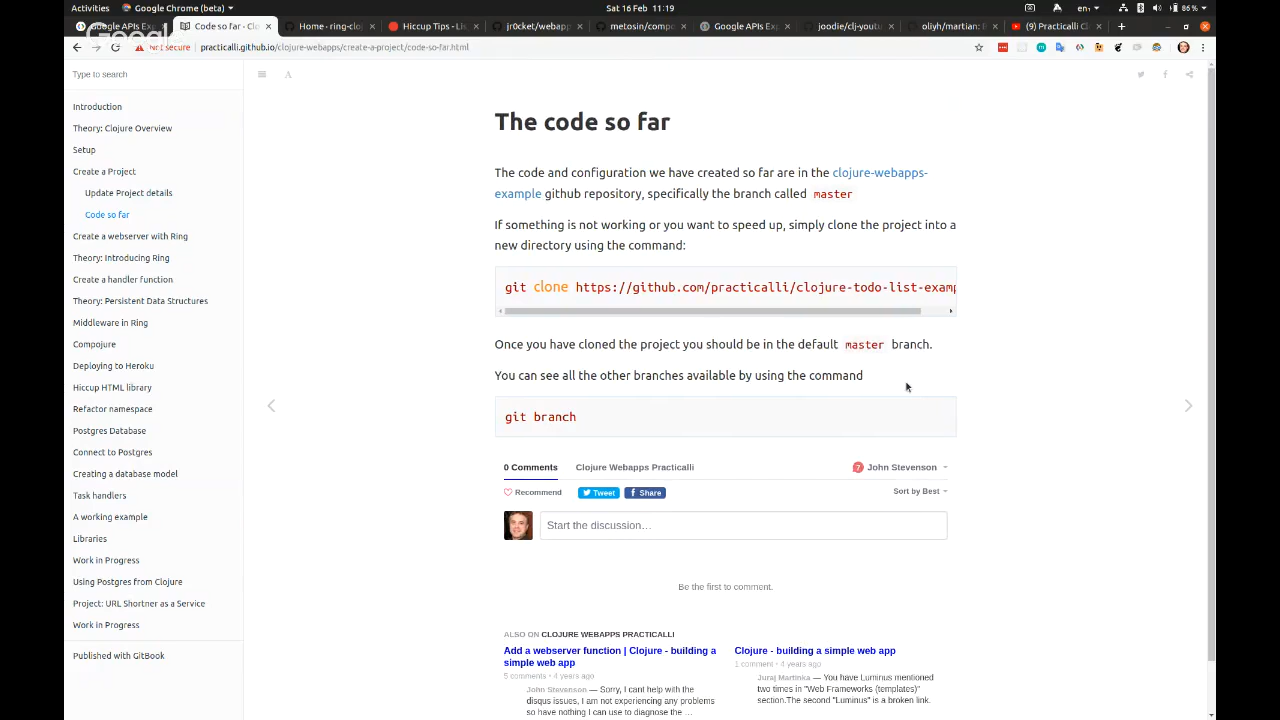 Activities
Google Chrome (beta)
Sat 16 Feb 11:19
en
86 %
Google APIs Exp
Code so far · Cl
Home · ring-cloj
Hiccup Tips - Lis
jr0cket/webapp
metosin/compo
Google APIs Exp
joodie/clj-youtu
oliyh/martian: T
(7) Practicalli Cl
Not secure
practicalli.github.io/clojure-webapps/create-a-project/code-so-far.html
Google
Type to search
Introduction
Theory: Clojure Overview
Setup
Create a Project
Update Project details
Code so far
Create a webserver with Ring
Theory: Introducing Ring
Create a handler function
Theory: Persistent Data Structures
Middleware in Ring
Compojure
Deploying to Heroku
Hiccup HTML library
Refactor namespace
Postgres Database
Connect to Postgres
Creating a database model
Task handlers
A working example
Libraries
Work in Progress
Using Postgres from Clojure
Project: URL Shortner as a Service
Work in Progress
Published with GitBook
A
The code so far
The code and configuration we have created so far are in the clojure-webapps-
example github repository, specifically the branch called master
If something is not working or you want to speed up, simply clone the project into a
new directory using the command:
git clone https://github.com/practicalli/clojure-todo-list-examp
Once you have cloned the project you should be in the default master branch.
You can see all the other branches available by using the command
git branch
0 Comments
Clojure Webapps Practicalli
7
John Stevenson
Recommend
Tweet
Share
Sort by Best
Start the discussion…
Be the first to comment.
ALSO ON CLOJURE WEBAPPS PRACTICALLI
Add a webserver function | Clojure - building a
simple web app
5 comments • 4 years ago
John Stevenson — Sorry, I cant help with the
disqus issues, I am not experiencing any problems
so have nothing I can use to diagnose the …
Clojure - building a simple web app
1 comment • 4 years ago
Juraj Martinka — You have Luminus mentioned
two times in "Web Frameworks (templates)"
section.The second "Luminus" is a broken link.